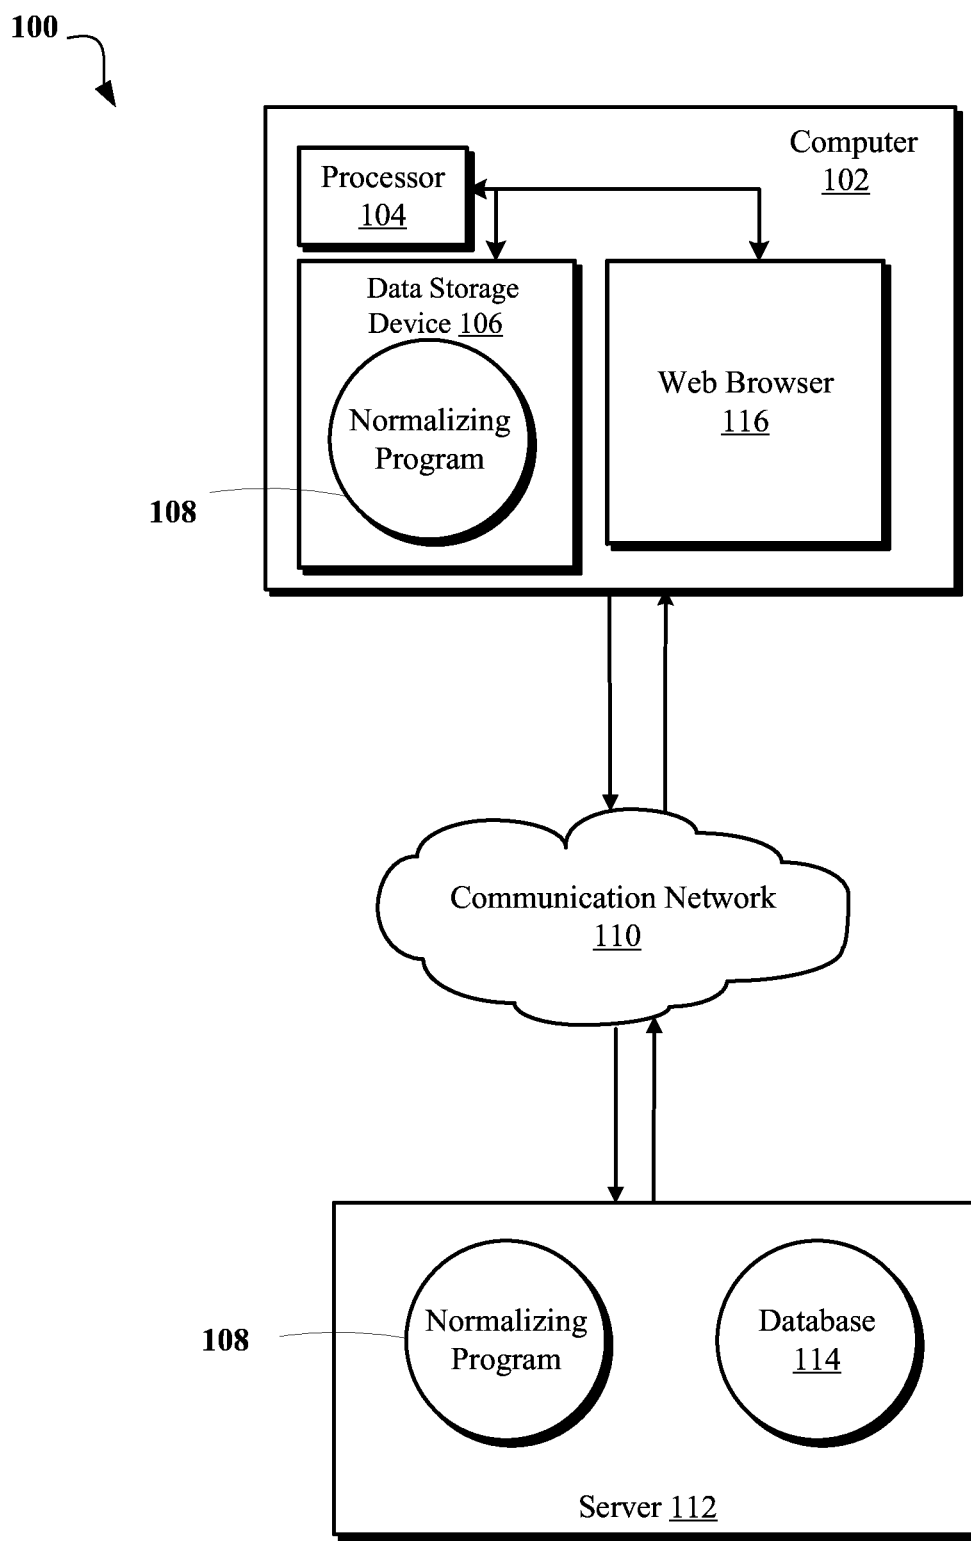 100
Computer
102
Processor
104
Data Storage
Device 106
Normalizing
Program
108
Web Browser
116
Communication Network
110
Normalizing
Program
108
Database
114
Server 112